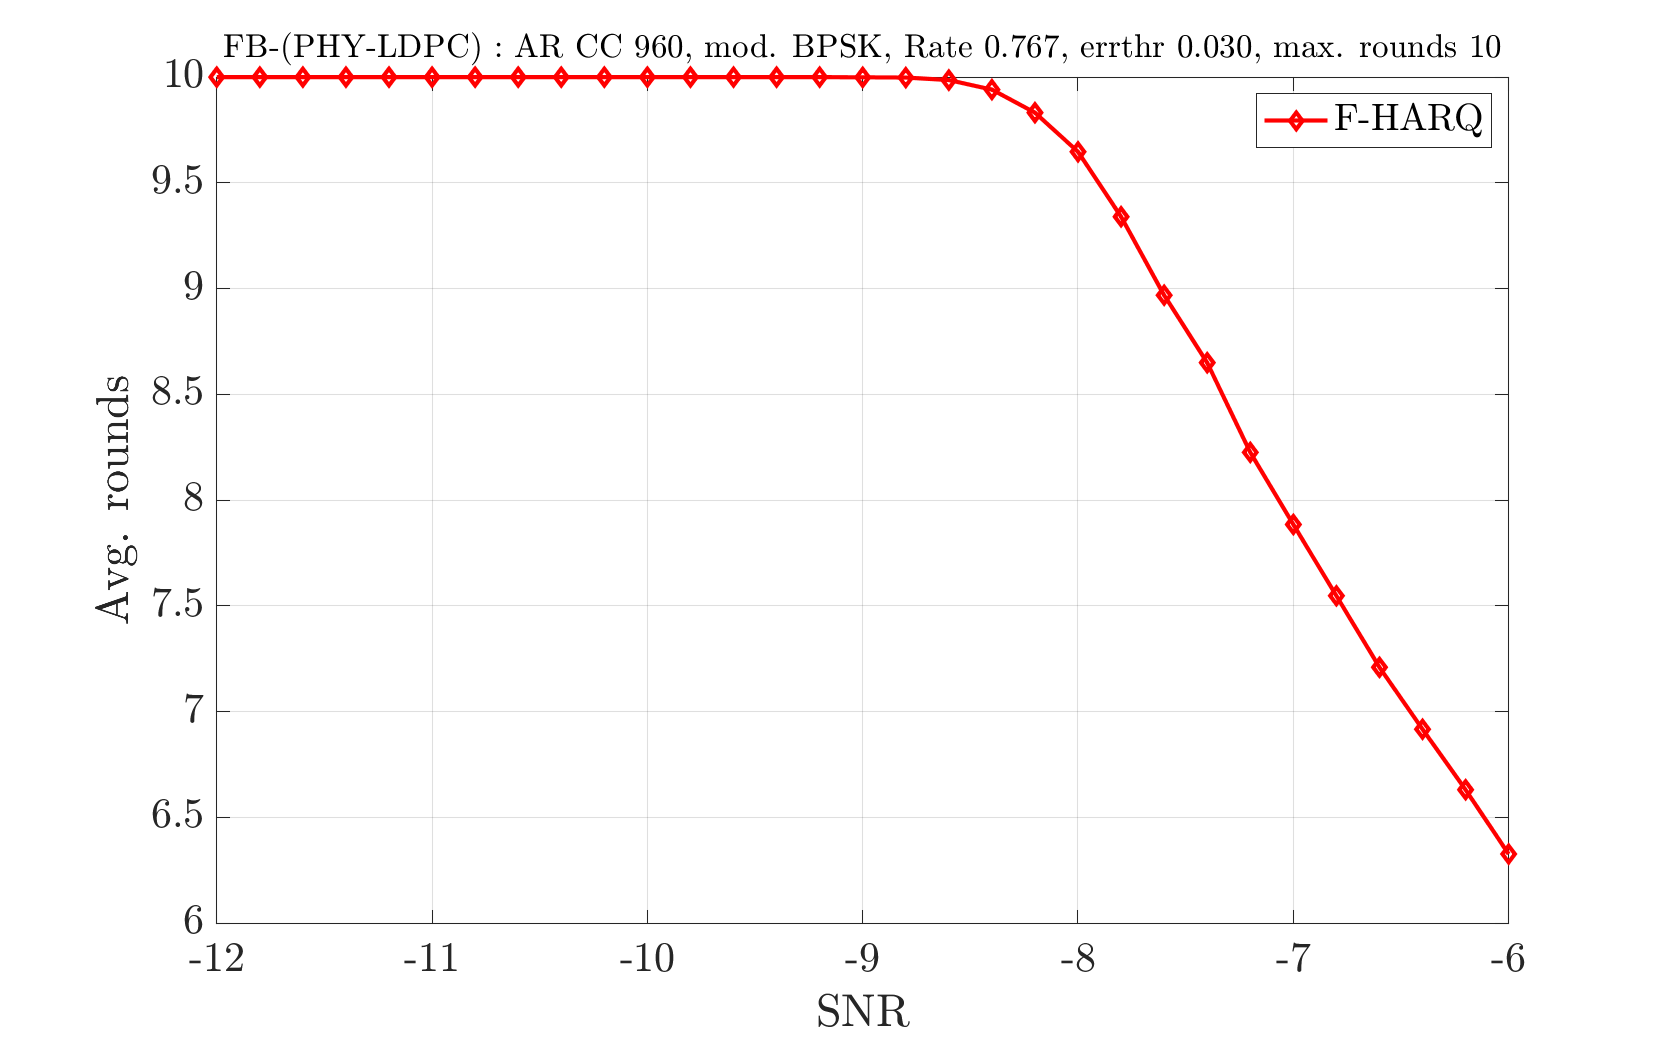 FB-(PHY-LDPC) : AR CC 960, mod. BPSK, Rate 0.767, errthr 0.030, max. rounds 10
F-HARQ
10
9.5
9
8.5
8
7.5
7
6.5
6
Avg. rounds
-12 -11 -10 -9 -8 -7 -6
SNR